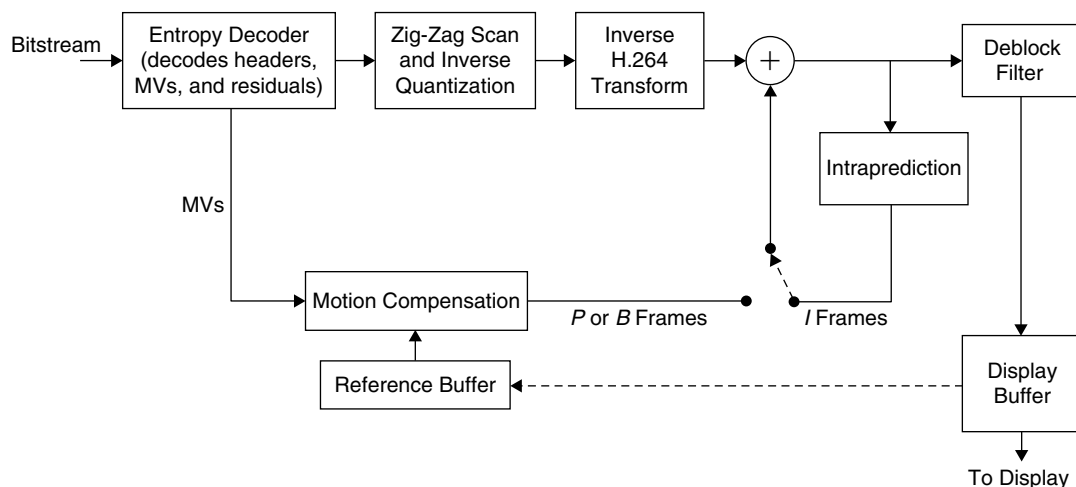 Bitstream
Entropy Decoder
(decodes headers,
MVs, and residuals)
Zig-Zag Scan
and Inverse
Quantization
Inverse
H.264
Transform
+
Deblock
Filter
Intraprediction
MVs
Motion Compensation
P or B Frames
I Frames
Reference Buffer
Display
Buffer
To Display